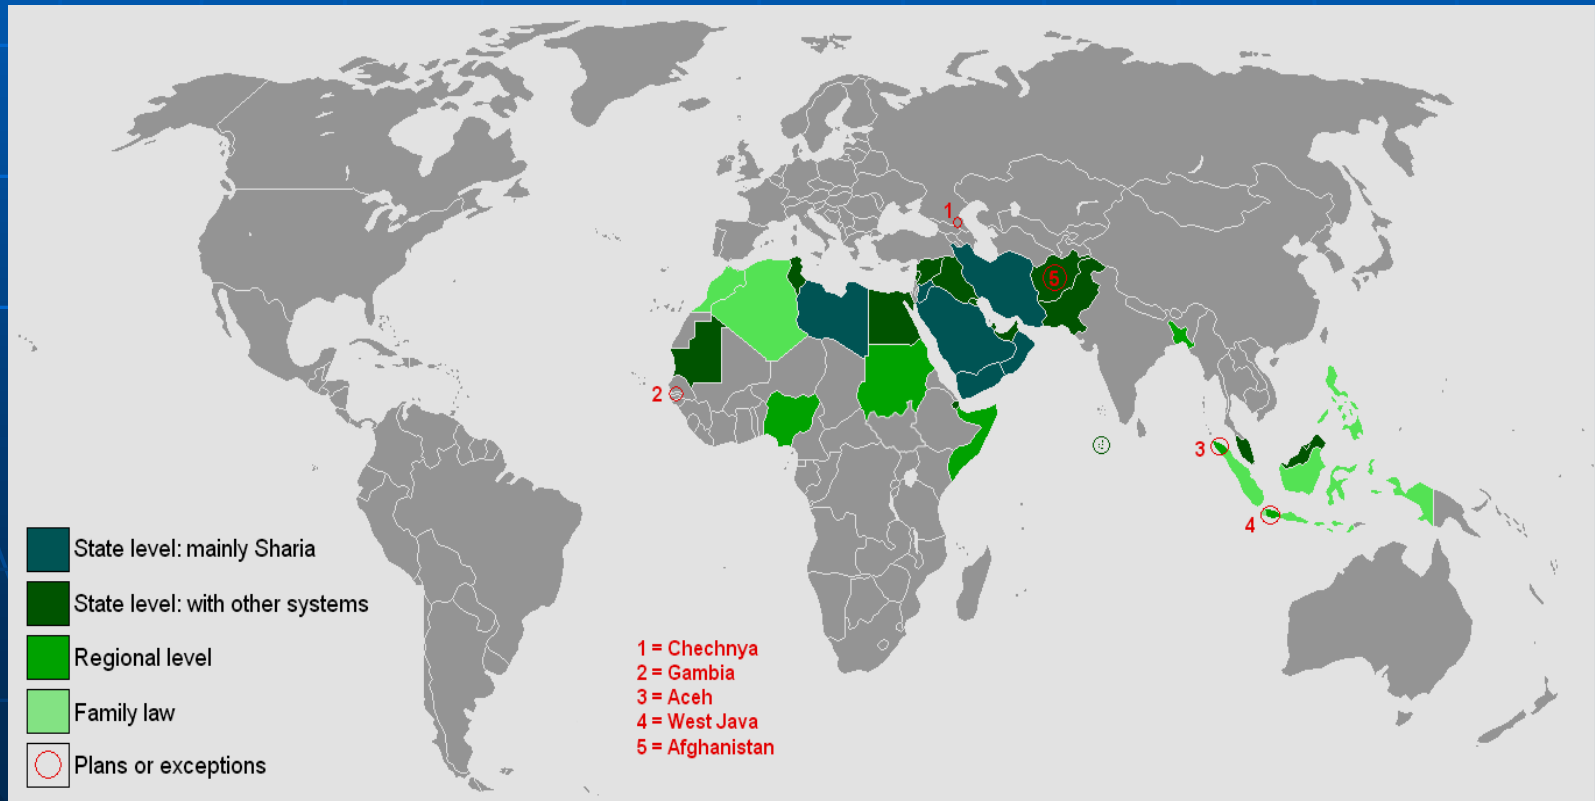 1
5
2
3
4
State level: mainly Sharia
State level: with other systems
Regional level
Family law
Plans or exceptions
1 = Chechnya
2 = Gambia
3 = Aceh
4 = West Java
5 = Afghanistan